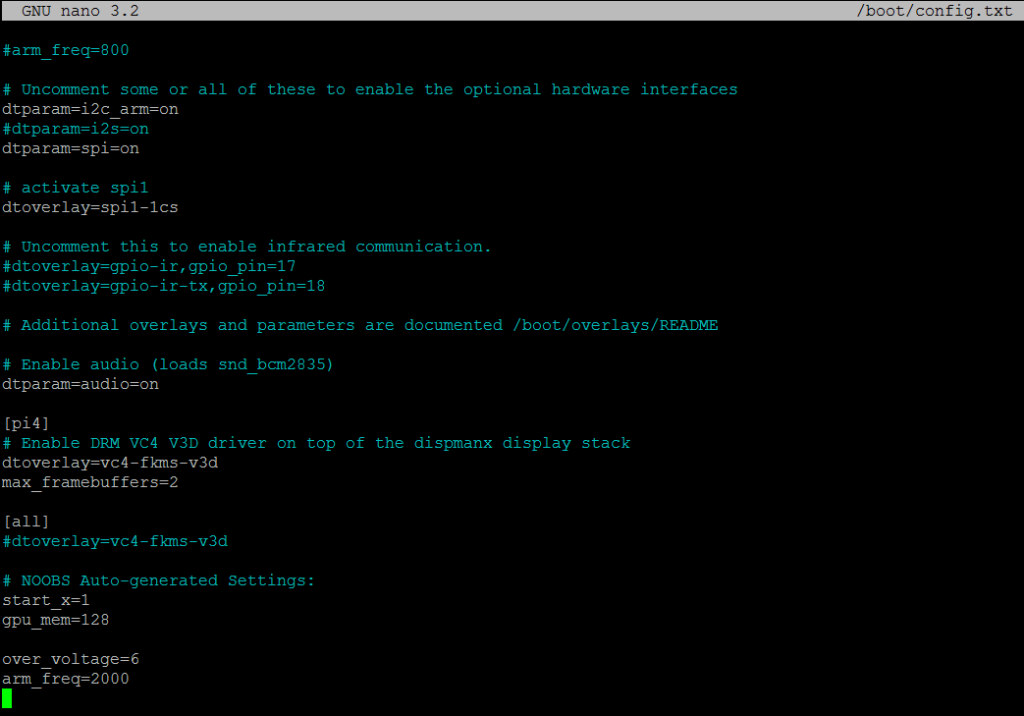 GNU nano 3.2 /boot/config.txt
#arm_freq=800
# Uncomment some or all of these to enable the optional hardware interfaces
dtparam=i2c_arm=on
#dtparam=i2s=on
dtparam=spi=on
# activate spi1
dtoverlay=spi1-1cs
# Uncomment this to enable infrared communication.
#dtoverlay=gpio-ir,gpio_pin=17
#dtoverlay=gpio-ir-tx,gpio_pin=18
# Additional overlays and parameters are documented /boot/overlays/README
# Enable audio (loads snd_bcm2835)
dtparam=audio=on
[pi4]
# Enable DRM VC4 V3D driver on top of the dispmanx display stack
dtoverlay=vc4-fkms-v3d
max_framebuffers=2
[all]
#dtoverlay=vc4-fkms-v3d
# NOOBS Auto-generated Settings:
start_x=1
gpu_mem=128
over_voltage=6
arm_freq=2000